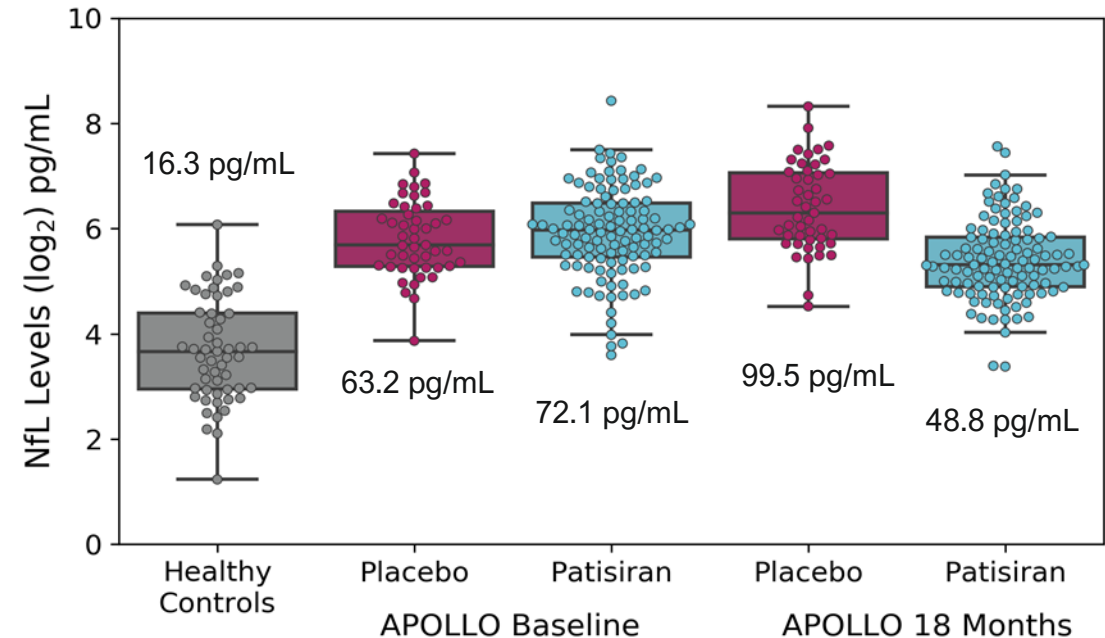 NfL Levels (log₂) pg/mL
10
8
6
4
2
0
16.3 pg/mL
63.2 pg/mL
72.1 pg/mL
99.5 pg/mL
48.8 pg/mL
Healthy
Controls
Placebo
Patisiran
Placebo
Patisiran
APOLLO Baseline
APOLLO 18 Months